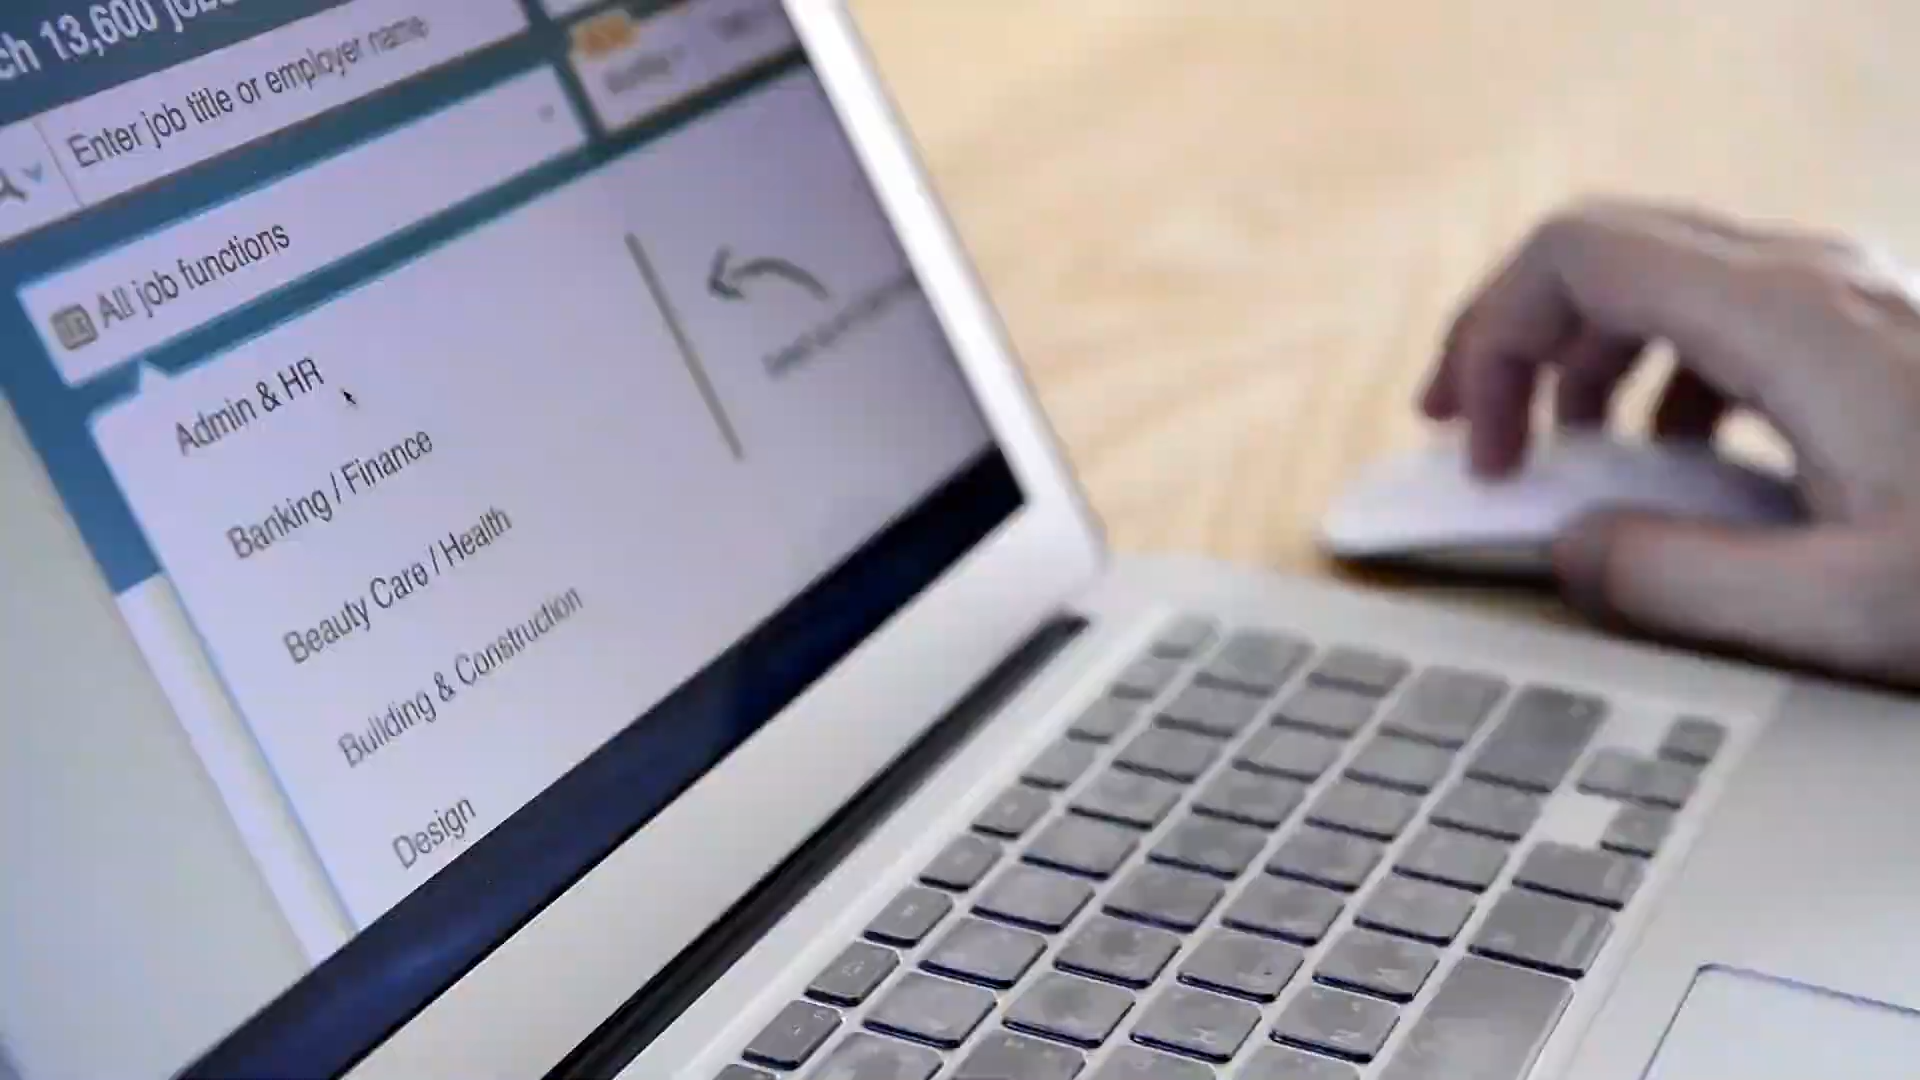 ch 13,600 jobs
Enter job title or employer name
All job functions
Admin & HR
Banking / Finance
Beauty Care / Health
Building & Construction
Design